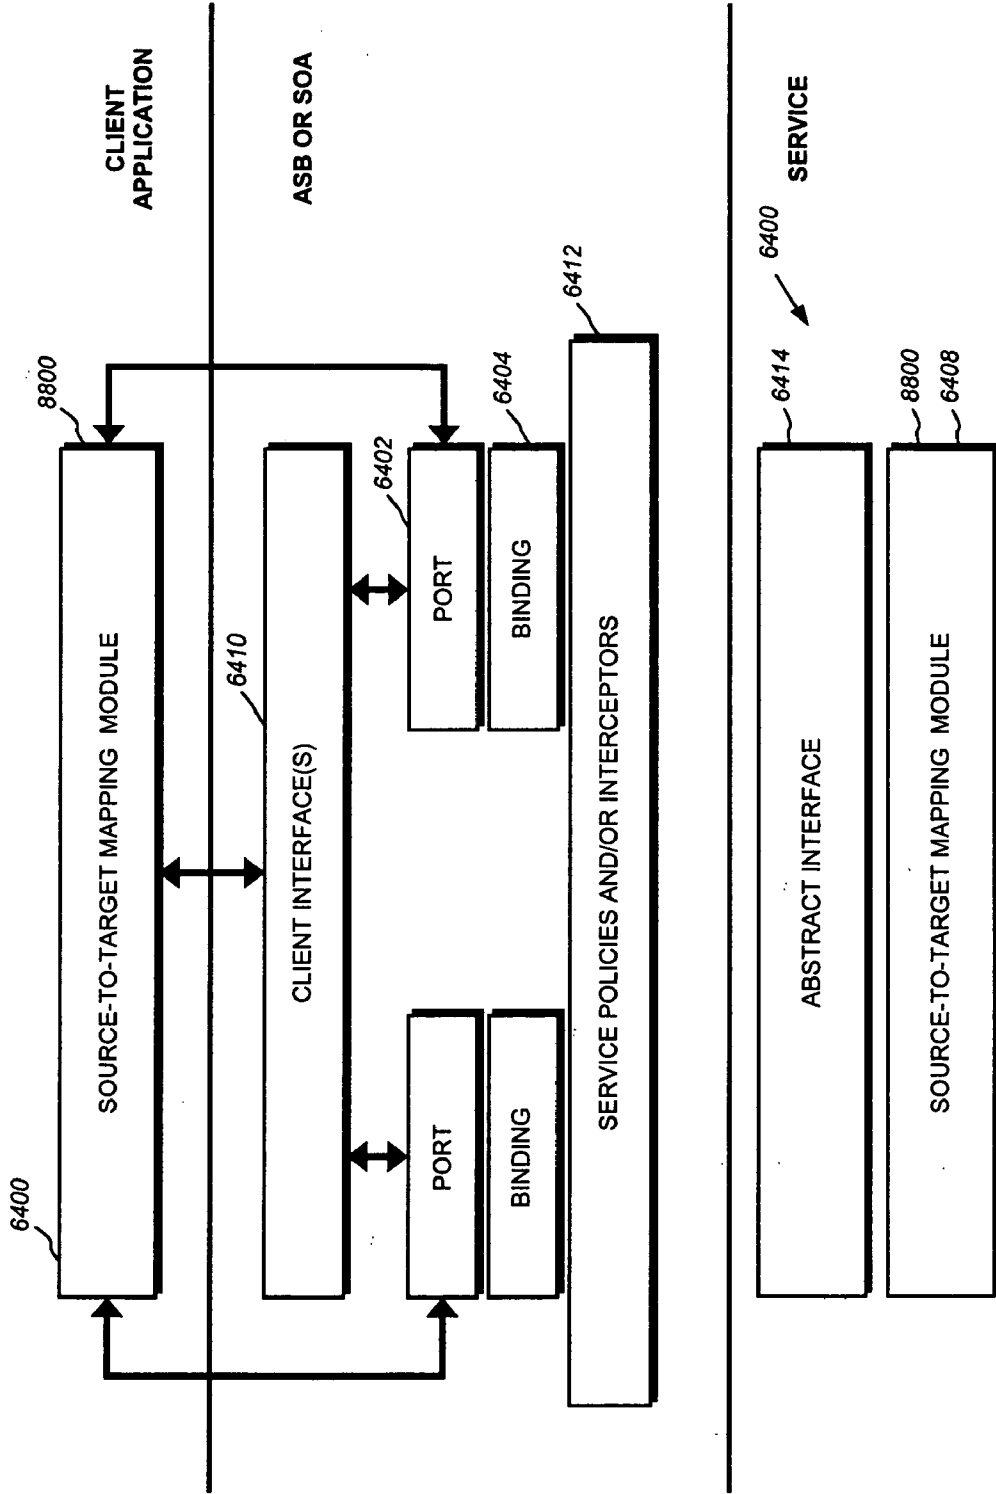 CLIENT
APPLICATION
6400
8800
SOURCE-TO-TARGET MAPPING MODULE
ASB OR SOA
6410
CLIENT INTERFACE(S)
6402
PORT
PORT
6404
BINDING
BINDING
6412
SERVICE POLICIES AND/OR INTERCEPTORS
SERVICE
6400
6414
ABSTRACT INTERFACE
8800
6408
SOURCE-TO-TARGET MAPPING MODULE